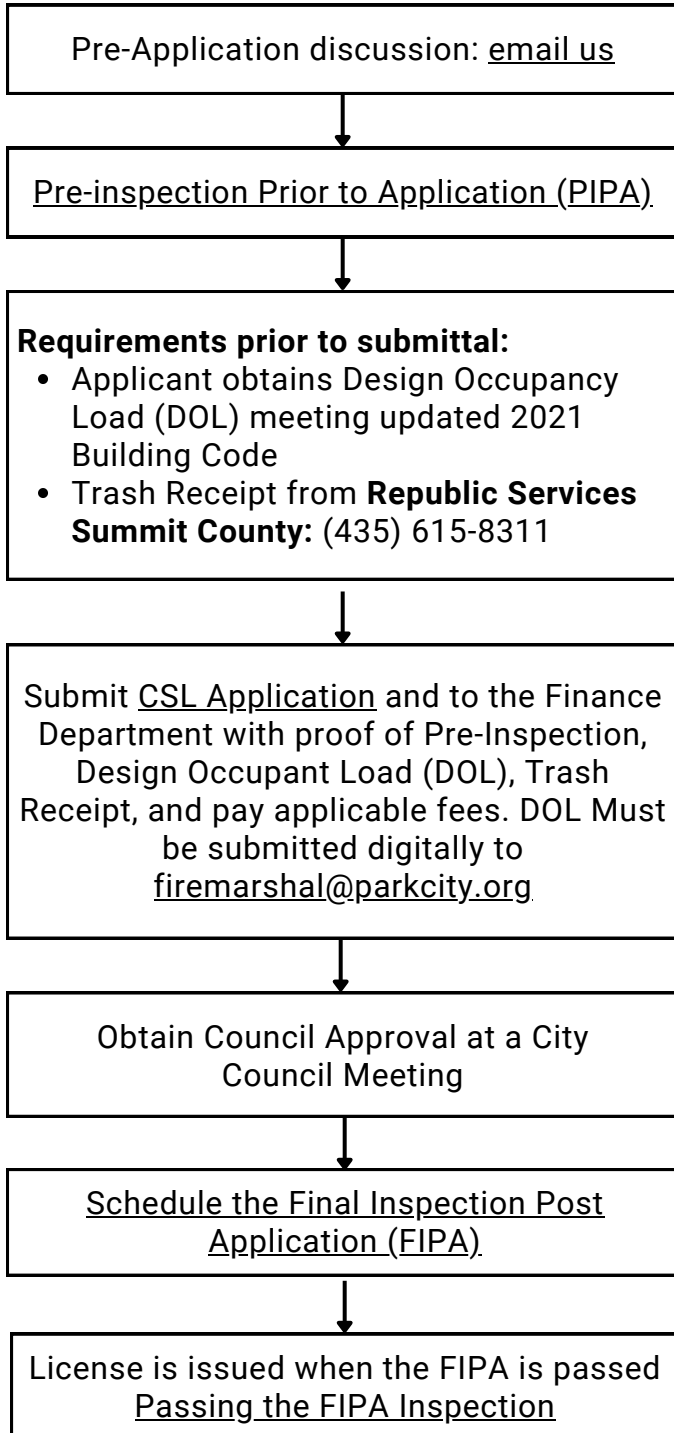 Pre-Application discussion: email us
Pre-inspection Prior to Application (PIPA)
Requirements prior to submittal:
• Applicant obtains Design Occupancy
Load (DOL) meeting updated 2021
Building Code
• Trash Receipt from Republic Services
Summit County: (435) 615-8311
Submit CSL Application and to the Finance
Department with proof of Pre-Inspection,
Design Occupant Load (DOL), Trash
Receipt, and pay applicable fees. DOL Must
be submitted digitally to
firemarshal@parkcity.org
Obtain Council Approval at a City
Council Meeting
Schedule the Final Inspection Post
Application (FIPA)
License is issued when the FIPA is passed
Passing the FIPA Inspection